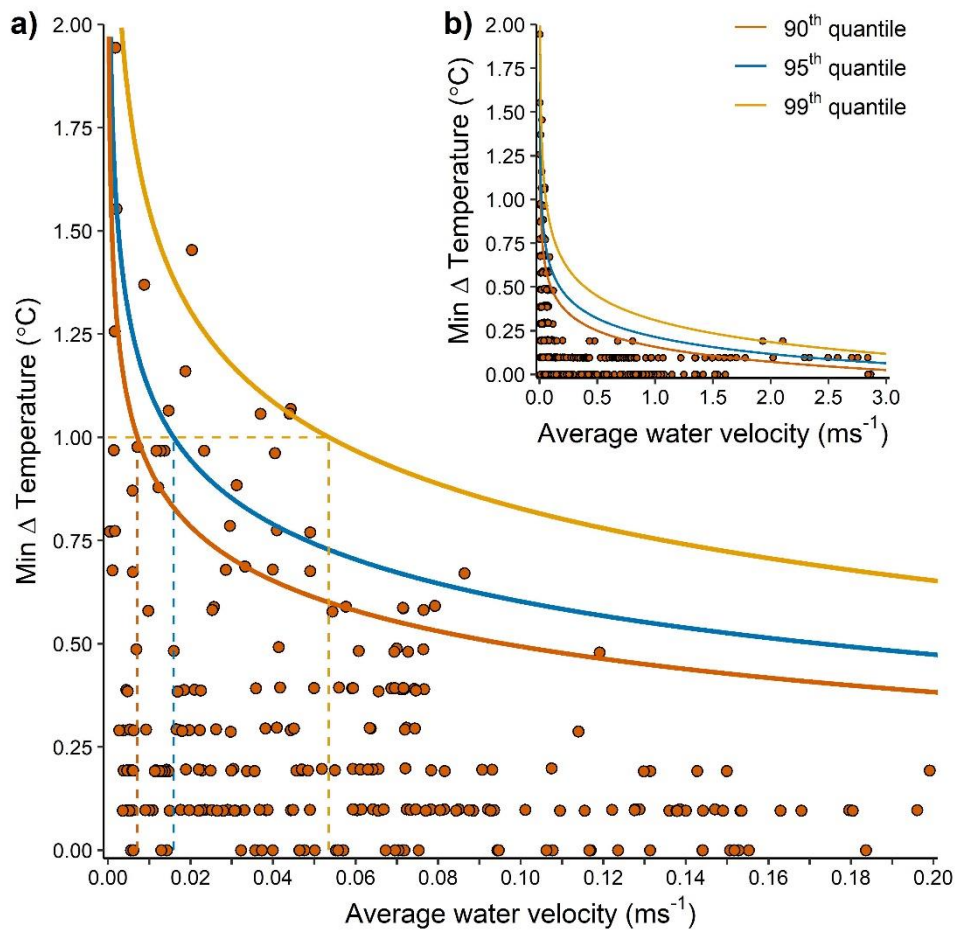 a)
2.00
1.75
1.50
1.25
1.00
0.75
0.50
0.25
0.00
Min Δ Temperature (°C)
0.00 0.02 0.04 0.06 0.08 0.10 0.12 0.14 0.16 0.18 0.20
Average water velocity (ms⁻¹)
b)
2.00
1.75
1.50
1.25
1.00
0.75
0.50
0.25
0.00
Min Δ Temperature (°C)
0.0 0.5 1.0 1.5 2.0 2.5 3.0
Average water velocity (ms⁻¹)
90th quantile
95th quantile
99th quantile